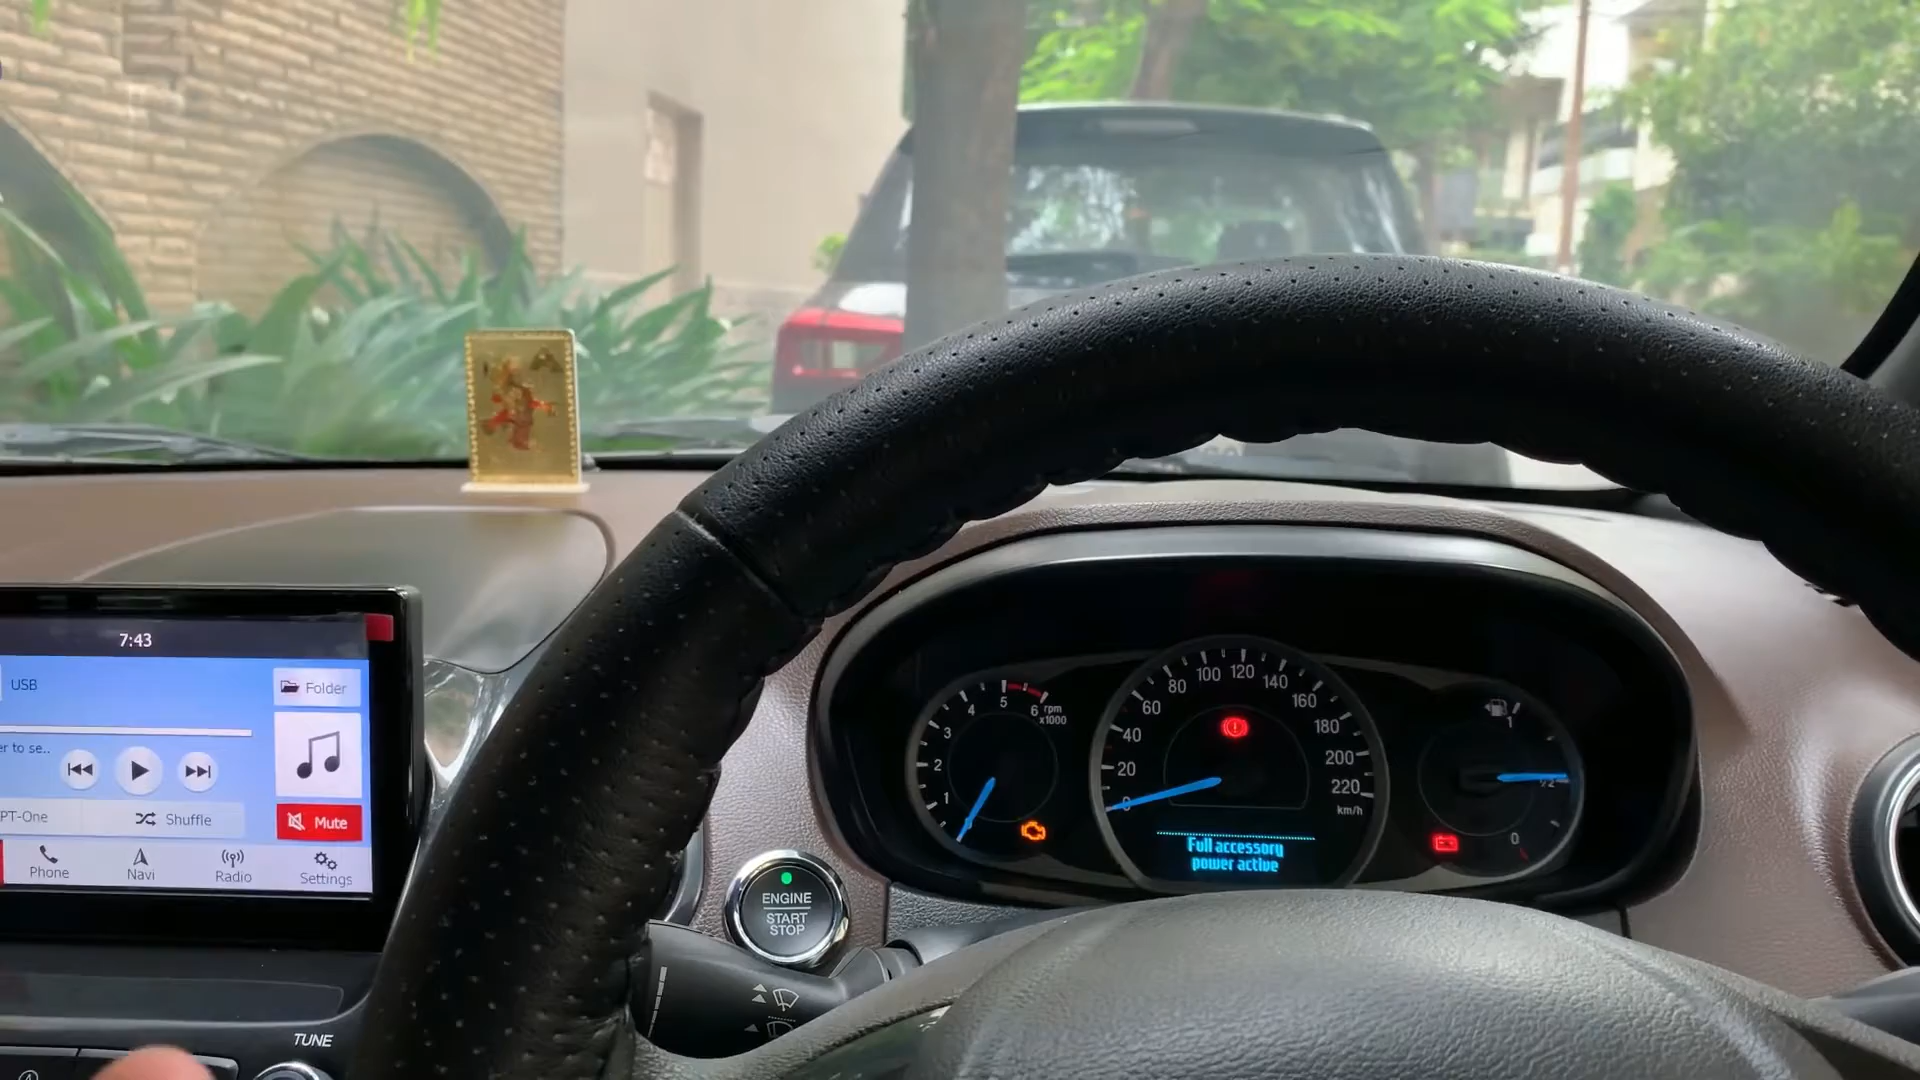 7:43
USB
Folder
er to se..
PT-One
Shuffle
Mute
Phone
Navi
Radio
Settings
TUNE
ENGINE
START
STOP
1
2
3
4
5
6
rpm
x1000
0
20
40
60
80
100
120
140
160
180
200
220
km/h
Full accessory
power active
1
1/2
0